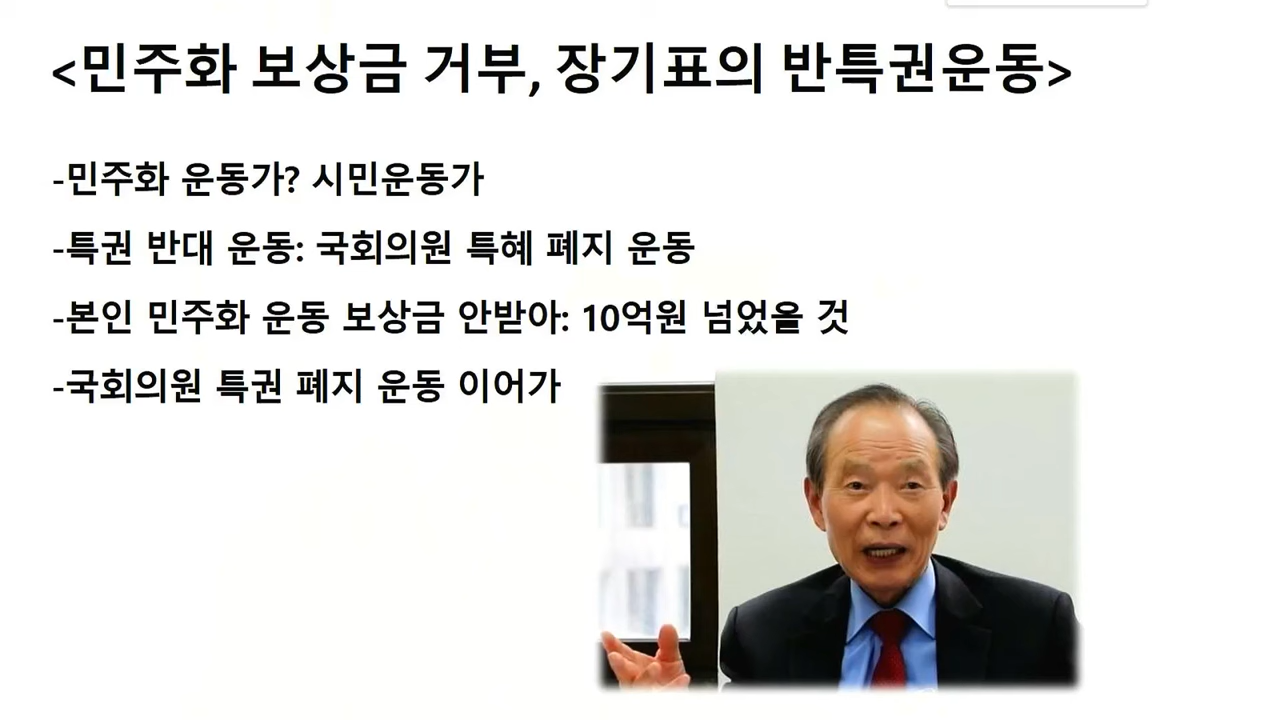 <민주화 보상금 거부, 장기표의 반특권운동>
-민주화 운동가? 시민운동가
-특권 반대 운동: 국회의원 특혜 폐지 운동
-본인 민주화 운동 보상금 안받아: 10억원 넘었을 것
-국회의원 특권 폐지 운동 이어가